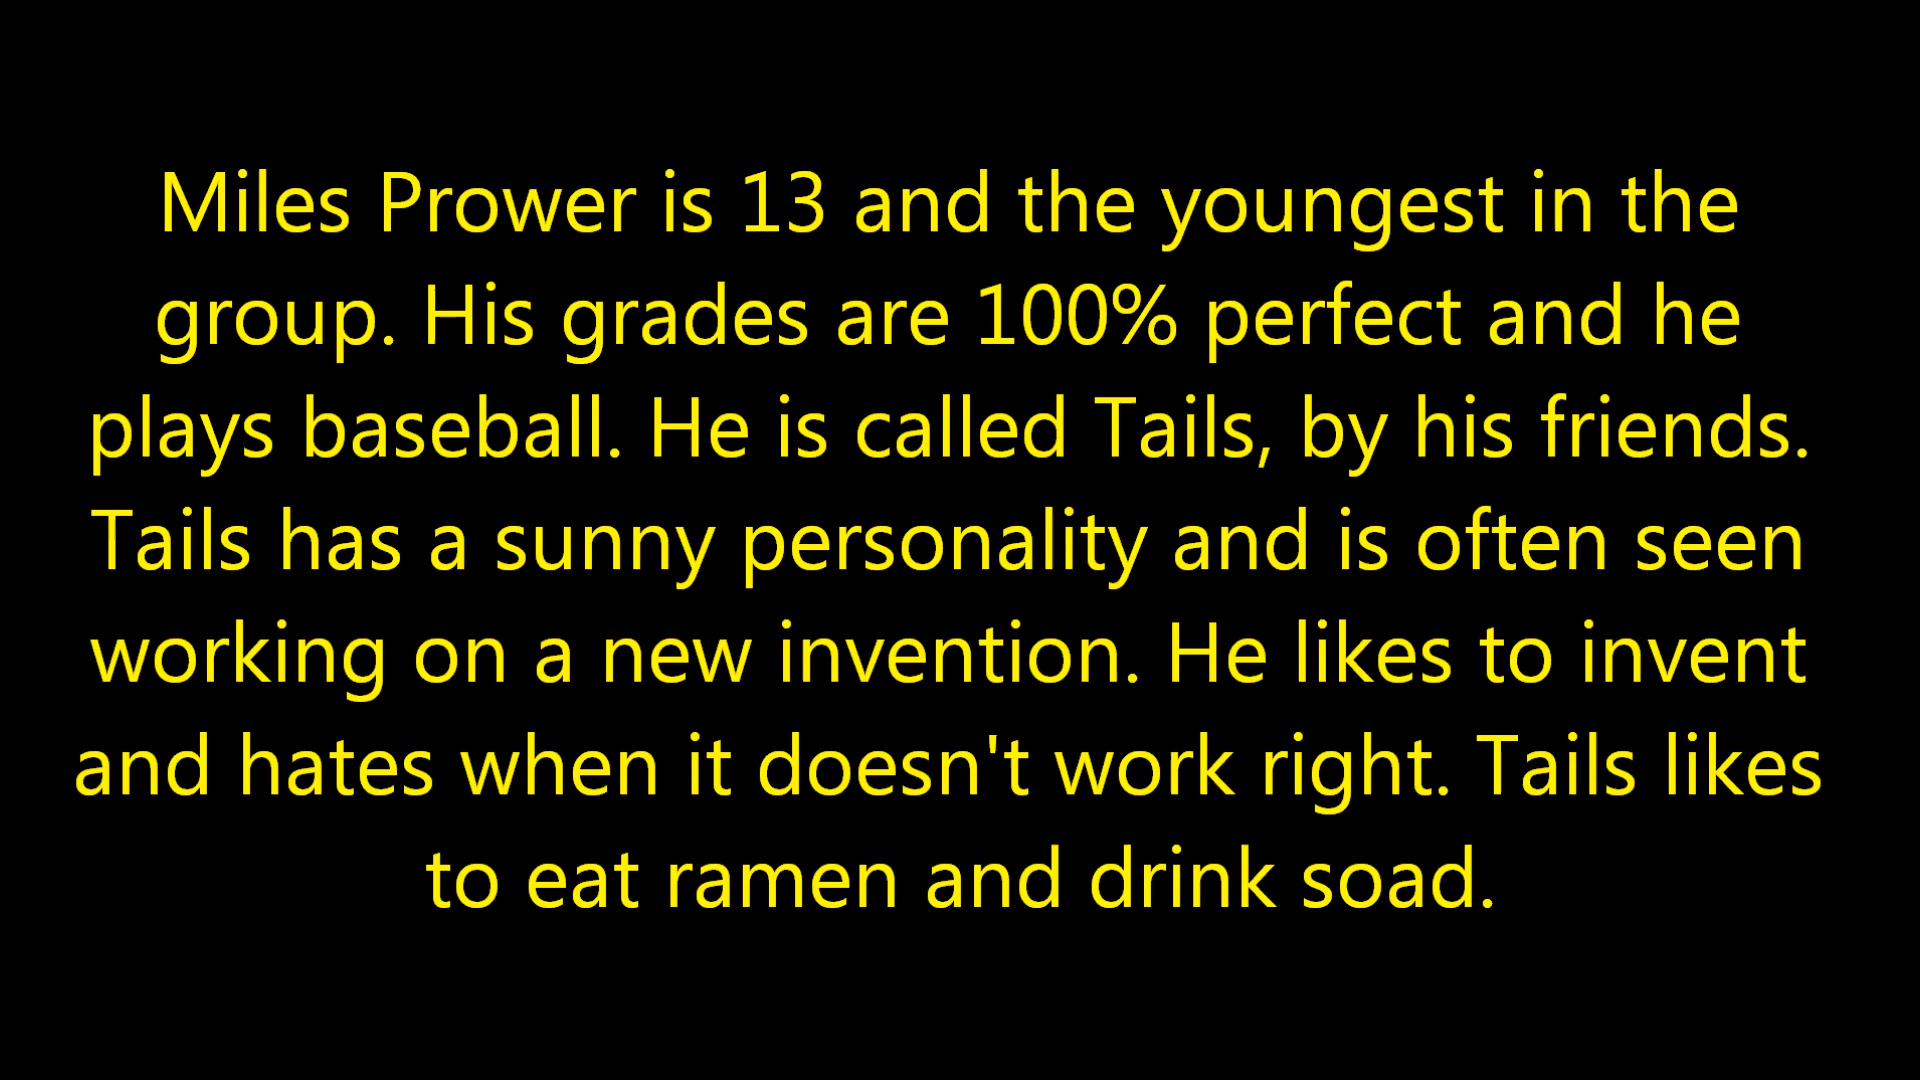 Miles Prower is 13 and the youngest in the
group. His grades are 100% perfect and he
plays baseball. He is called Tails, by his friends.
Tails has a sunny personality and is often seen
working on a new invention. He likes to invent
and hates when it doesn't work right. Tails likes
to eat ramen and drink soad.